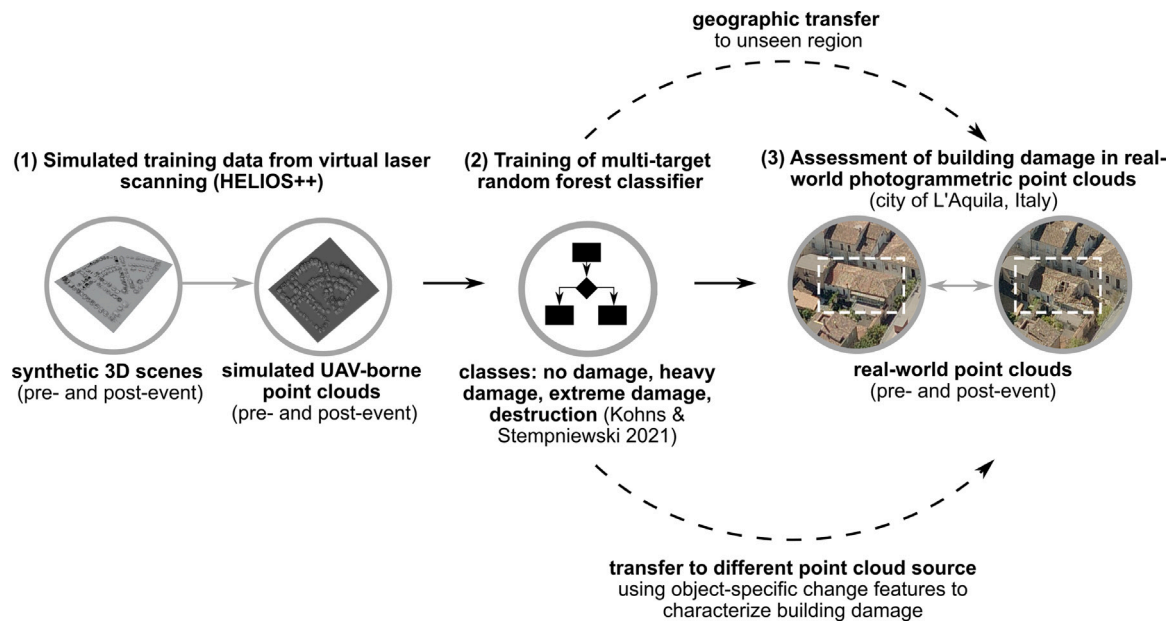 geographic transfer
to unseen region
(1) Simulated training data from virtual laser
scanning (HELIOS++)
(2) Training of multi-target
random forest classifier
(3) Assessment of building damage in real-
world photogrammetric point clouds
(city of L'Aquila, Italy)
synthetic 3D scenes
(pre- and post-event)
simulated UAV-borne
point clouds
(pre- and post-event)
classes: no damage, heavy
damage, extreme damage,
destruction (Kohns &
Stempniewski 2021)
real-world point clouds
(pre- and post-event)
transfer to different point cloud source
using object-specific change features to
characterize building damage